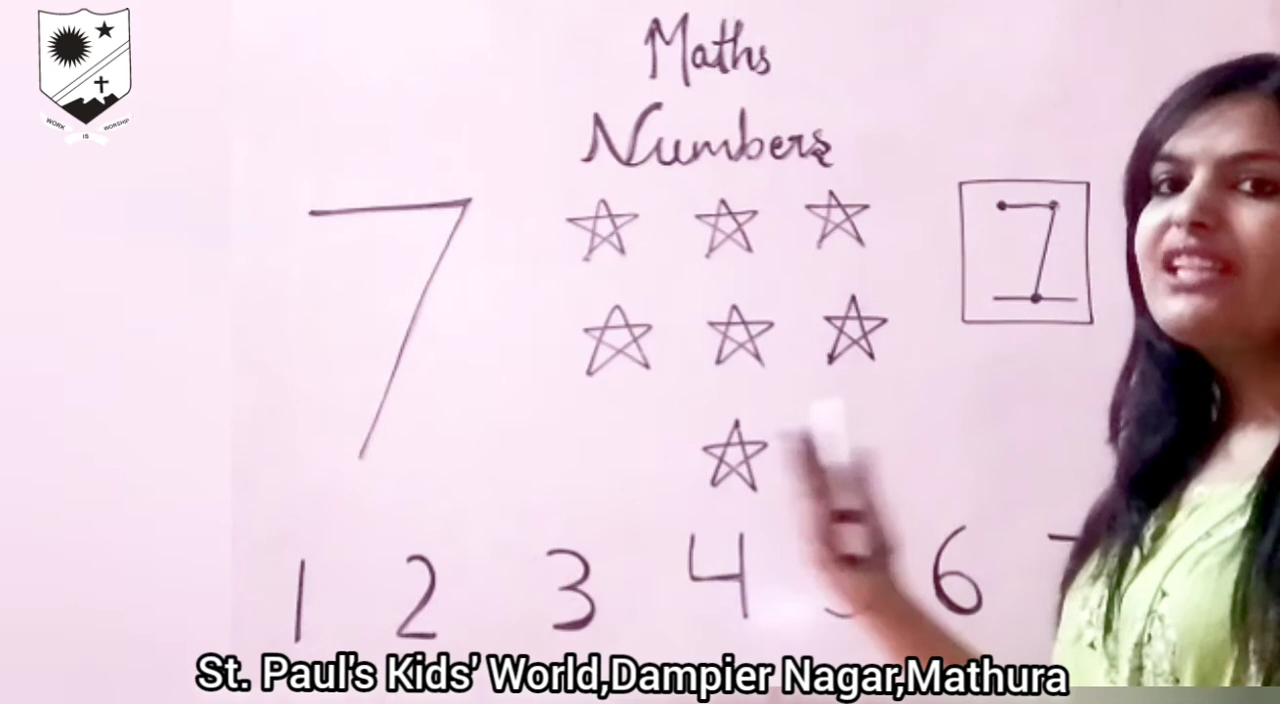 WORK IS WORSHIP
Maths
Numbers
7
7
1 2 3 4 6
St. Paul's Kids' World,Dampier Nagar,Mathura